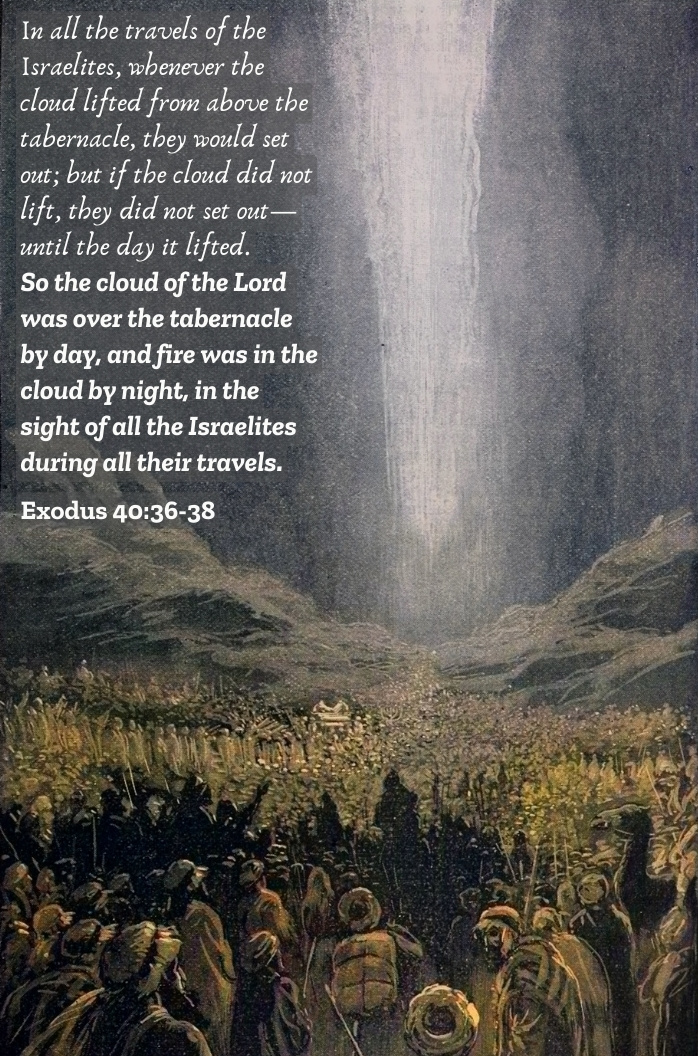 In all the travels of the
Israelites, whenever the
cloud lifted from above the
tabernacle, they would set
out; but if the cloud did not
lift, they did not set out—
until the day it lifted.
So the cloud of the Lord
was over the tabernacle
by day, and fire was in the
cloud by night, in the
sight of all the Israelites
during all their travels.
Exodus 40:36-38